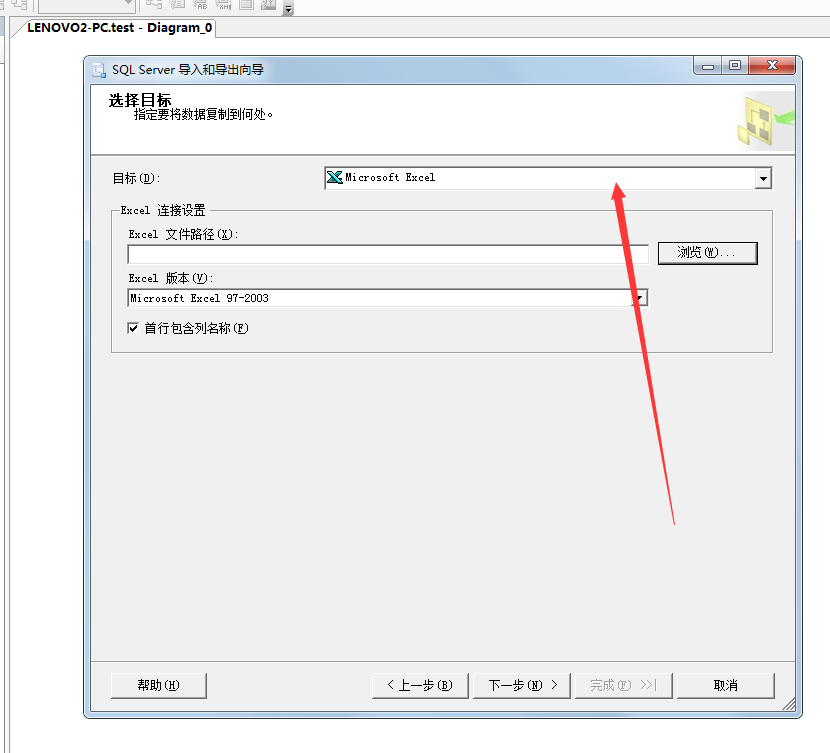 LENOVO2-PC.test - Diagram_0
SQL Server 导入和导出向导
选择目标
指定要将数据复制到何处。
目标(D):
Microsoft Excel
Excel 连接设置
Excel 文件路径(X):
浏览(W)...
Excel 版本(V):
Microsoft Excel 97-2003
首行包含列名称(F)
帮助(H)
< 上一步(B)
下一步(N) >
完成(F) >>|
取消